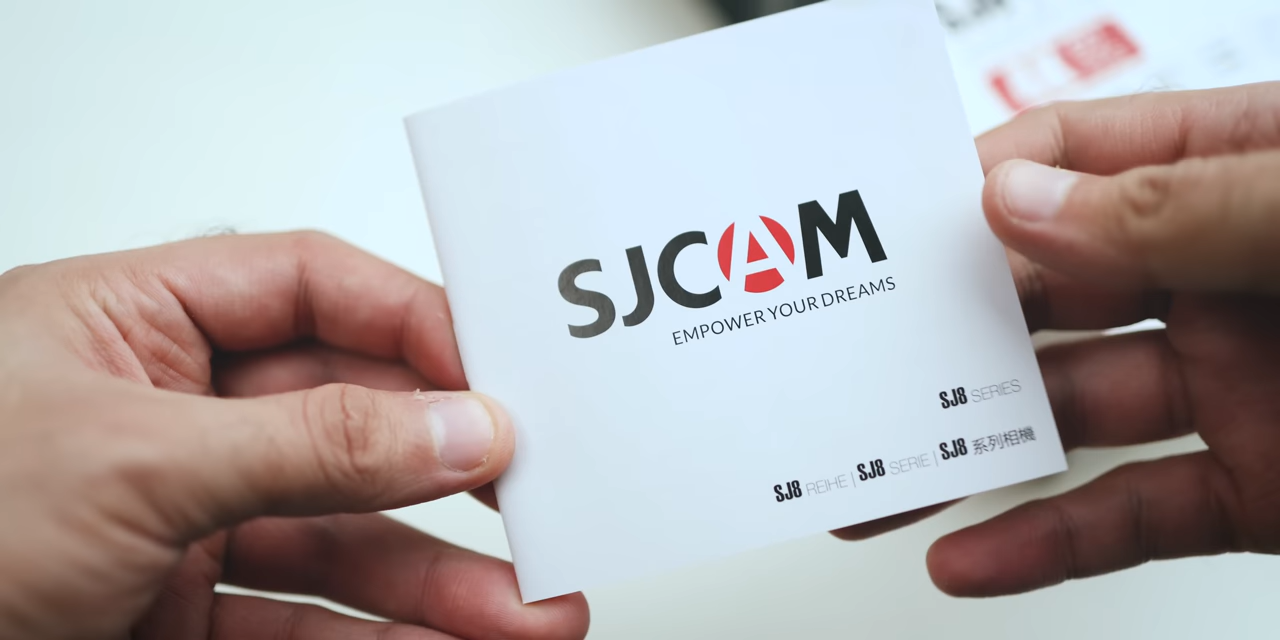 SJCAM
EMPOWER YOUR DREAMS
SJ8 SERIES
SJ8 REIHE | SJ8 SERIE | SJ8 系列相機